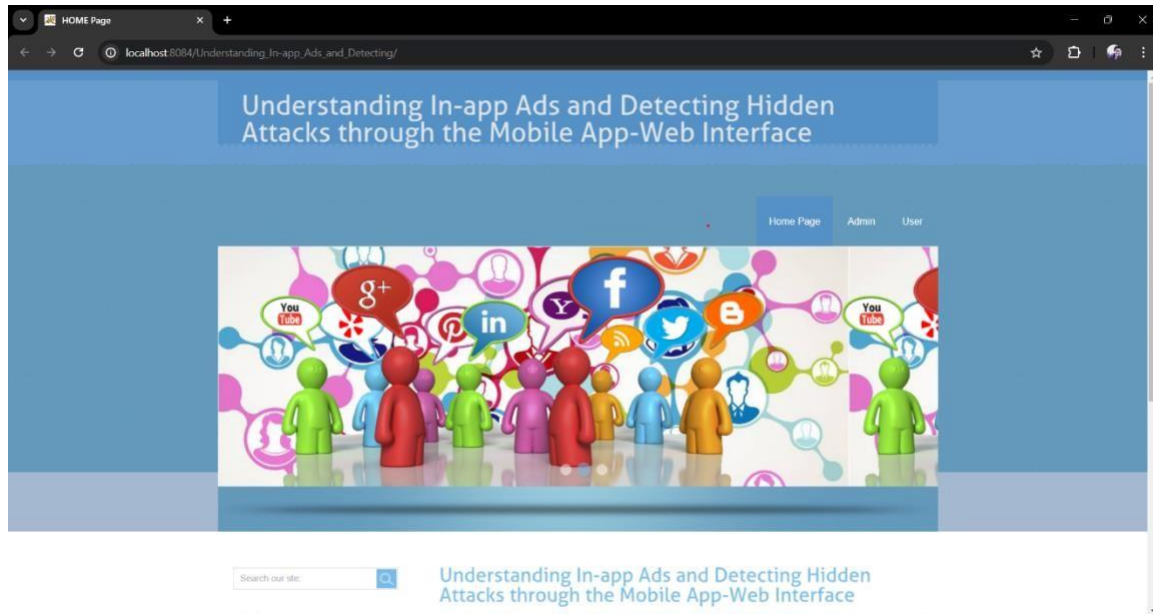 HOME Page
localhost:8084/Understanding_In-app_Ads_and_Detecting/
Understanding In-app Ads and Detecting Hidden
Attacks through the Mobile App-Web Interface
Home Page Admin User
You
Tube
g+
in
Y
f
B
You
Tube
Search our site:
Understanding In-app Ads and Detecting Hidden
Attacks through the Mobile App-Web Interface